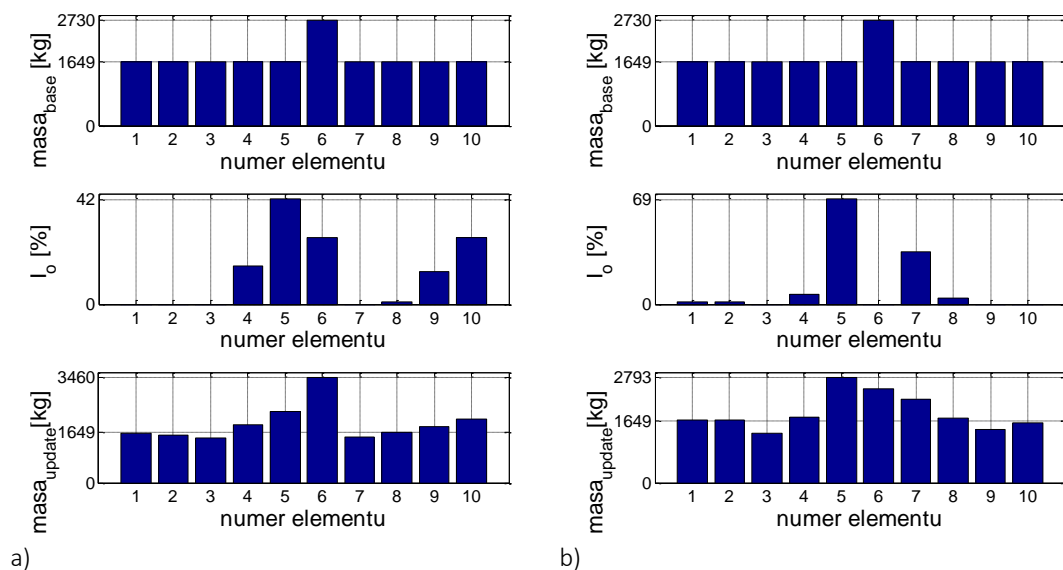 2730
1649
0
masa_base [kg]
1 2 3 4 5 6 7 8 9 10
numer elementu
42
0
I_o [%]
1 2 3 4 5 6 7 8 9 10
numer elementu
3460
1649
0
masa_update[kg]
1 2 3 4 5 6 7 8 9 10
numer elementu
a)
2730
1649
0
masa_base [kg]
1 2 3 4 5 6 7 8 9 10
numer elementu
69
0
I_o [%]
1 2 3 4 5 6 7 8 9 10
numer elementu
2793
1649
0
masa_update[kg]
1 2 3 4 5 6 7 8 9 10
numer elementu
b)